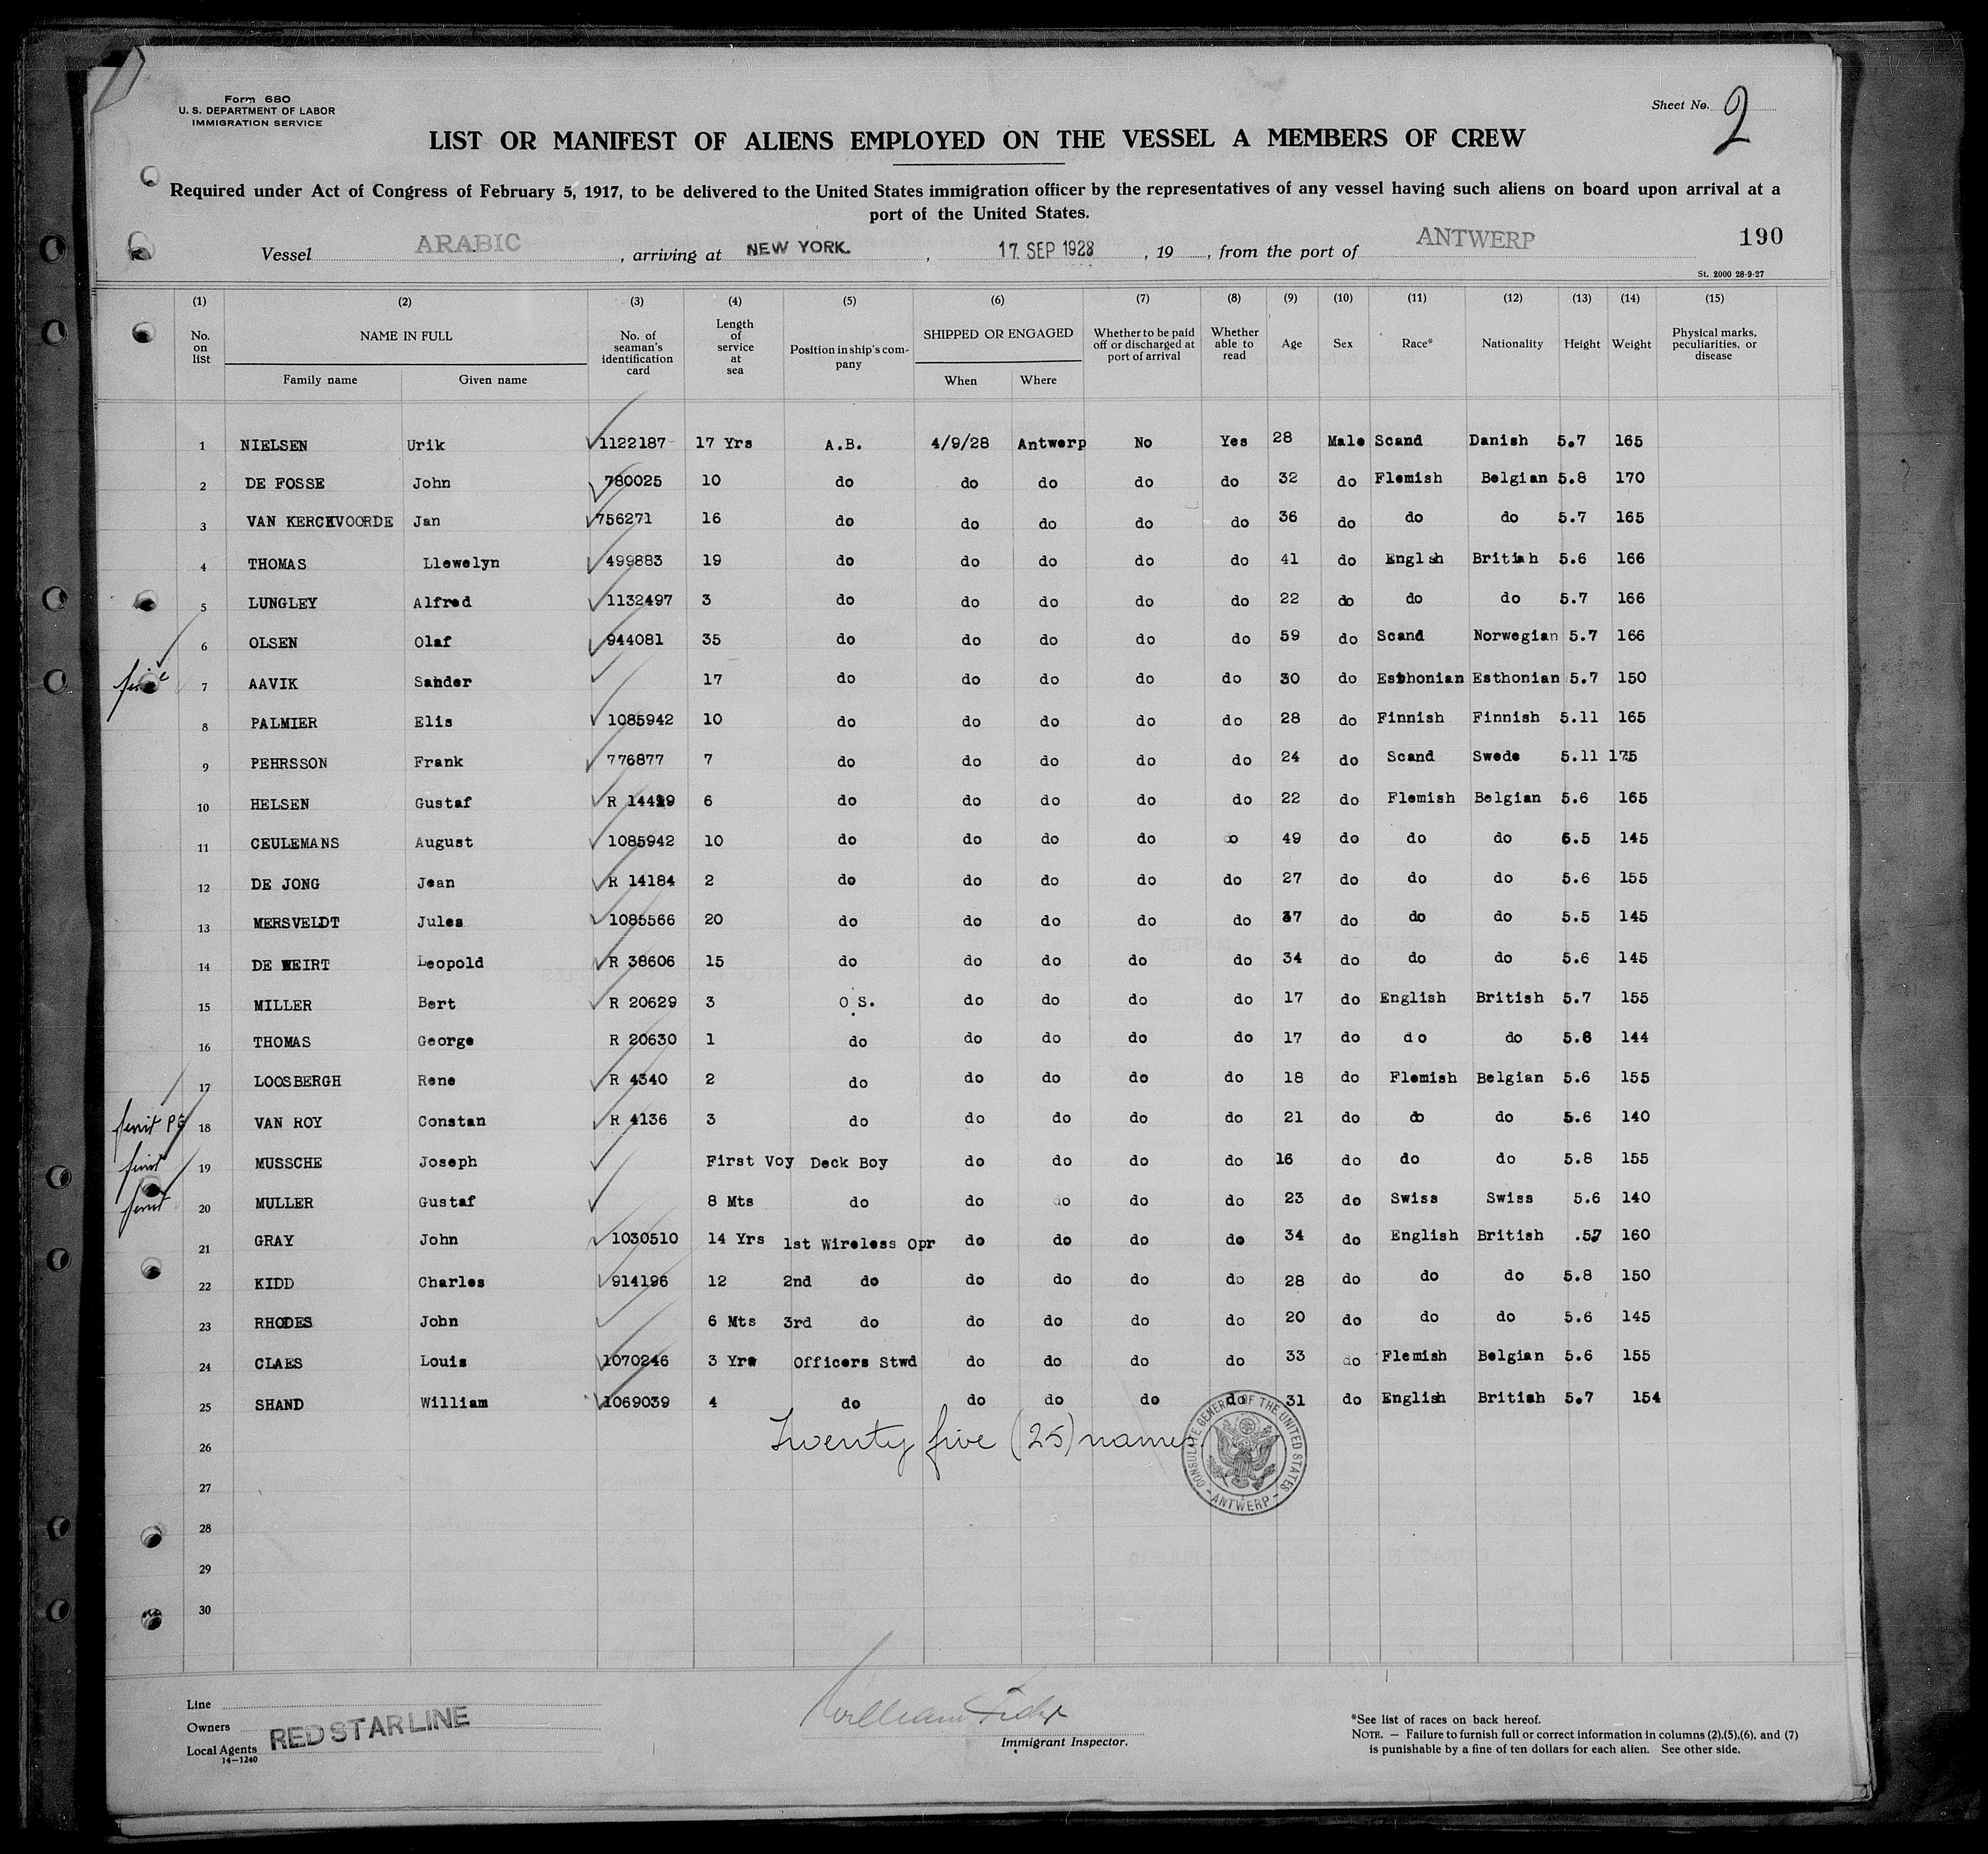 Form 680
U. S. DEPARTMENT OF LABOR
IMMIGRATION SERVICE
Sheet No. 2
LIST OR MANIFEST OF ALIENS EMPLOYED ON THE VESSEL A MEMBERS OF CREW
Required under Act of Congress of February 5, 1917, to be delivered to the United States immigration officer by the representatives of any vessel having such aliens on board upon arrival at a
port of the United States.
Vessel ARABIC, arriving at NEW YORK., 17 SEP 1928, 19, from the port of ANTWERP 190
St. 2000 28-9-27
(1) (2) (3) (4) (5) (6) (7) (8) (9) (10) (11) (12) (13) (14) (15)
No. on list NAME IN FULL Family name Given name No. of seaman's identification card Length of service at sea Position in ship's company SHIPPED OR ENGAGED When Where Whether to be paid off or discharged at port of arrival Whether able to read Age Sex Race* Nationality Height Weight Physical marks, peculiarities, or disease
1 NIELSEN Urik 1122187 17 Yrs A.B. 4/9/28 Antwerp No Yes 28 Male Scand Danish 5.7 165
2 DE FOSSE John 780025 10 do do do do do 32 do Flemish Belgian 5.8 170
3 VAN KERCKVOORDE Jan 756271 16 do do do do do 36 do do do 5.7 165
4 THOMAS Llewelyn 499883 19 do do do do do 41 do Englsh British 5.6 166
5 LUNGLEY Alfred 1132497 3 do do do do do 22 do do do 5.7 166
6 OLSEN Olaf 944081 35 do do do do do 59 do Scand Norwegian 5.7 166
7 AAVIK Sander 17 do do do do do 30 do Esthonian Esthonian 5.7 150
8 PALMIER Elis 1085942 10 do do do do do 28 do Finnish Finnish 5.11 165
9 PEHRSSON Frank 776877 7 do do do do do 24 do Scand Swede 5.11 175
10 HELSEN Gustaf R 14429 6 do do do do do 22 do Flemish Belgian 5.6 165
11 CEULEMANS August 1085942 10 do do do do do 49 do do do 5.5 145
12 DE JONG Jean R 14184 2 do do do do do 27 do do do 5.6 155
13 MERSVELDT Jules 1085566 20 do do do do do 37 do do do 5.5 145
14 DE WEIRT Leopold R 38606 15 do do do do do 34 do do do 5.6 145
15 MILLER Bert R 20629 3 O S. do do do do 17 do English British 5.7 155
16 THOMAS George R 20630 1 do do do do do 17 do do do 5.8 144
17 LOOSBERGH Rene R 4340 2 do do do do do 18 do Flemish Belgian 5.6 155
18 VAN ROY Constan R 4136 3 do do do do do 21 do do do 5.6 140
19 MUSSCHE Joseph First Voy Deck Boy do do do do 16 do do do 5.8 155
20 MULLER Gustaf 8 Mts do do do do do 23 do Swiss Swiss 5.6 140
21 GRAY John 1030510 14 Yrs 1st Wireless Opr do do do do 34 do English British .57 160
22 KIDD Charles 914196 12 2nd do do do do do 28 do do do 5.8 150
23 RHODES John 6 Mts 3rd do do do do do 20 do do do 5.6 145
24 CLAES Louis 1070246 3 Yrs Officers Stwd do do do do 33 do Flemish Belgian 5.6 155
25 SHAND William 1069039 4 do do do do do 31 do English British 5.7 154
26 Twenty five (25) names
CONSULATE GENERAL OF THE UNITED STATES - ANTWERP -
27
28
29
30
Line
Owners RED STAR LINE
Local Agents
14-1240
William
Immigrant Inspector.
*See list of races on back hereof.
NOTE. — Failure to furnish full or correct information in columns (2),(5),(6), and (7)
is punishable by a fine of ten dollars for each alien. See other side.